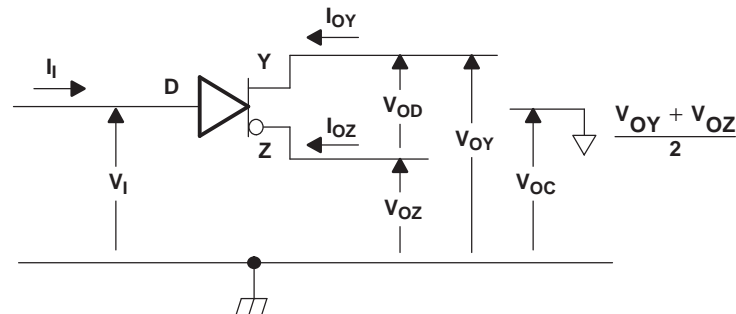 I_OY
I_I
D
Y
I_OZ
Z
V_OD
V_OY
V_OY + V_OZ
2
V_I
V_OZ
V_OC